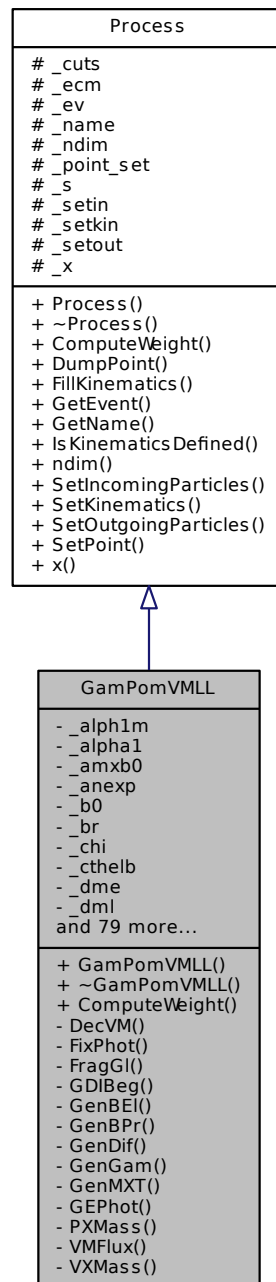 Process
# _cuts
# _ecm
# _ev
# _name
# _ndim
# _point_set
# _s
# _setin
# _setkin
# _setout
# _x
+ Process()
+ ~Process()
+ ComputeWeight()
+ DumpPoint()
+ FillKinematics()
+ GetEvent()
+ GetName()
+ IsKinematicsDefined()
+ ndim()
+ SetIncomingParticles()
+ SetKinematics()
+ SetOutgoingParticles()
+ SetPoint()
+ x()
GamPomVMLL
- _alph1m
- _alpha1
- _amxb0
- _anexp
- _b0
- _br
- _chi
- _cthelb
- _dme
- _dml
and 79 more...
+ GamPomVMLL()
+ ~GamPomVMLL()
+ ComputeWeight()
- DecVM()
- FixPhot()
- FragGl()
- GDIBeg()
- GenBEl()
- GenBPr()
- GenDif()
- GenGam()
- GenMXT()
- GEPhot()
- PXMass()
- VMFlux()
- VXMass()